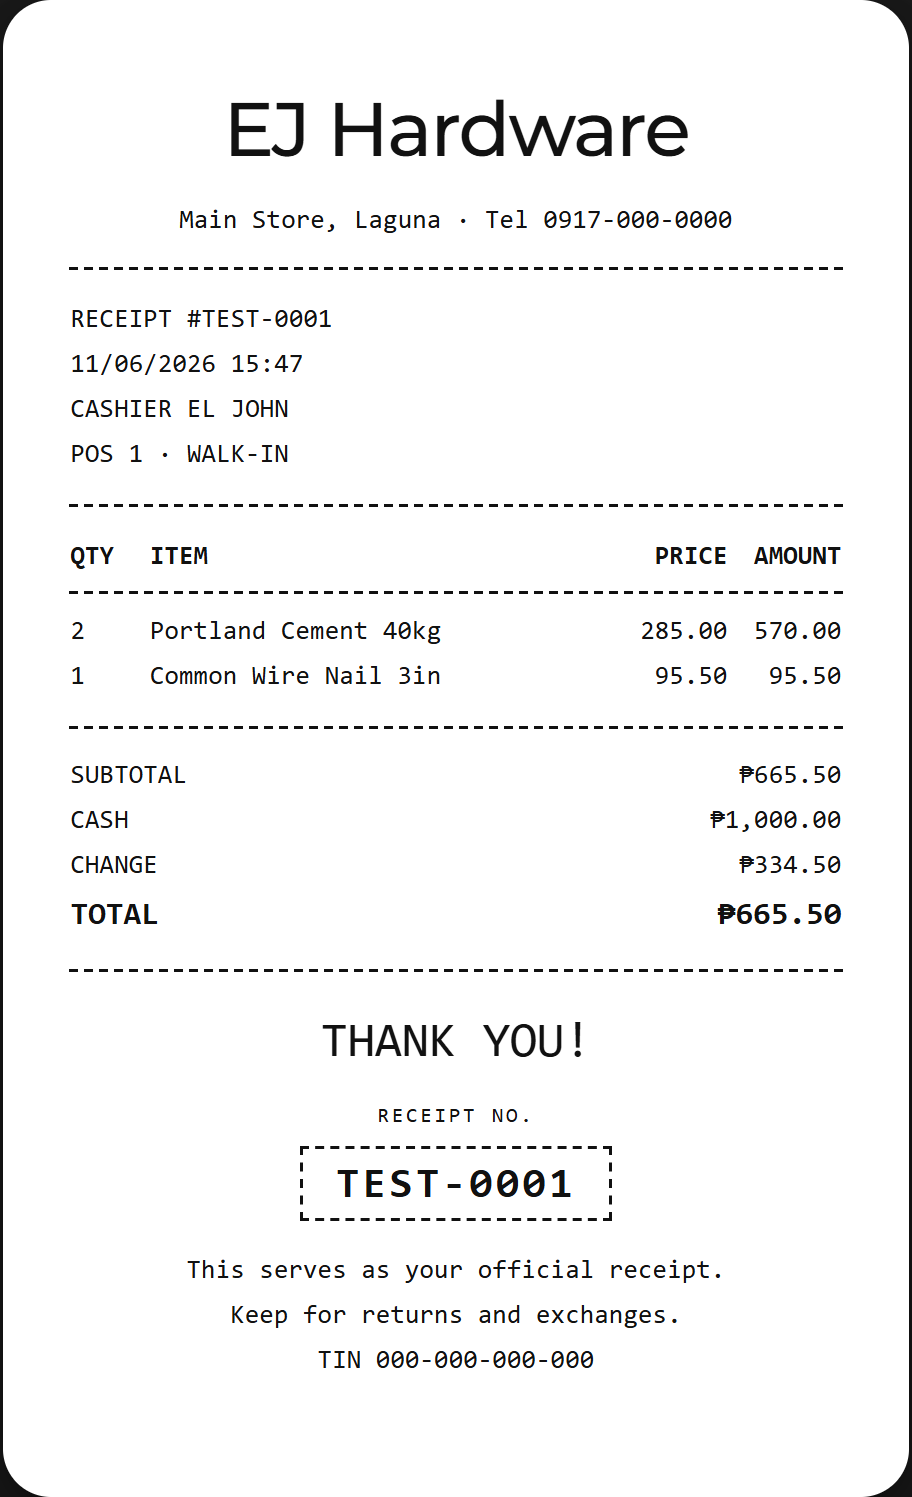 EJ Hardware
Main Store, Laguna · Tel 0917-000-0000
RECEIPT #TEST-0001
11/06/2026 15:47
CASHIER EL JOHN
POS 1 · WALK-IN
QTY ITEM PRICE AMOUNT
2 Portland Cement 40kg 285.00 570.00
1 Common Wire Nail 3in 95.50 95.50
SUBTOTAL ₱665.50
CASH ₱1,000.00
CHANGE ₱334.50
TOTAL ₱665.50
THANK YOU!
RECEIPT NO.
TEST-0001
This serves as your official receipt.
Keep for returns and exchanges.
TIN 000-000-000-000